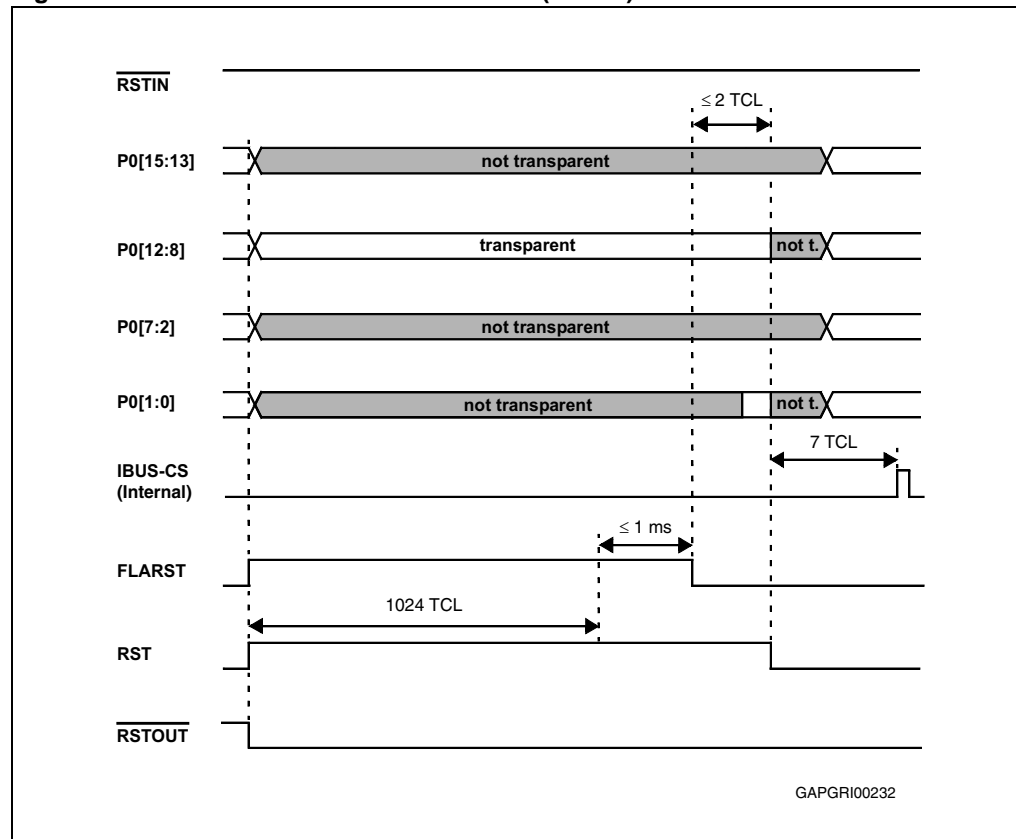 RSTIN
≤ 2 TCL
P0[15:13]
not transparent
P0[12:8]
transparent
not t.
P0[7:2]
not transparent
P0[1:0]
not transparent
not t.
7 TCL
IBUS-CS
(Internal)
≤ 1 ms
FLARST
1024 TCL
RST
RSTOUT
GAPGRI00232